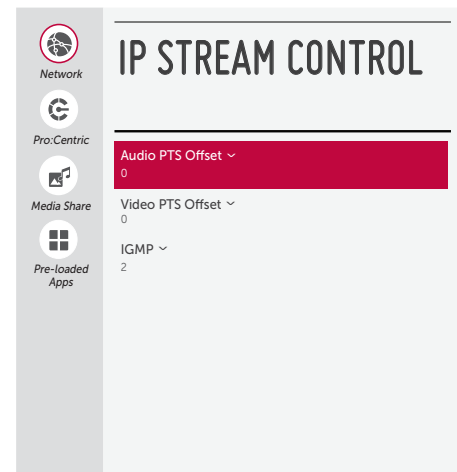 Network
Pro:Centric
Media Share
Pre-loaded
Apps
IP STREAM CONTROL
Audio PTS Offset
0
Video PTS Offset
0
IGMP
2